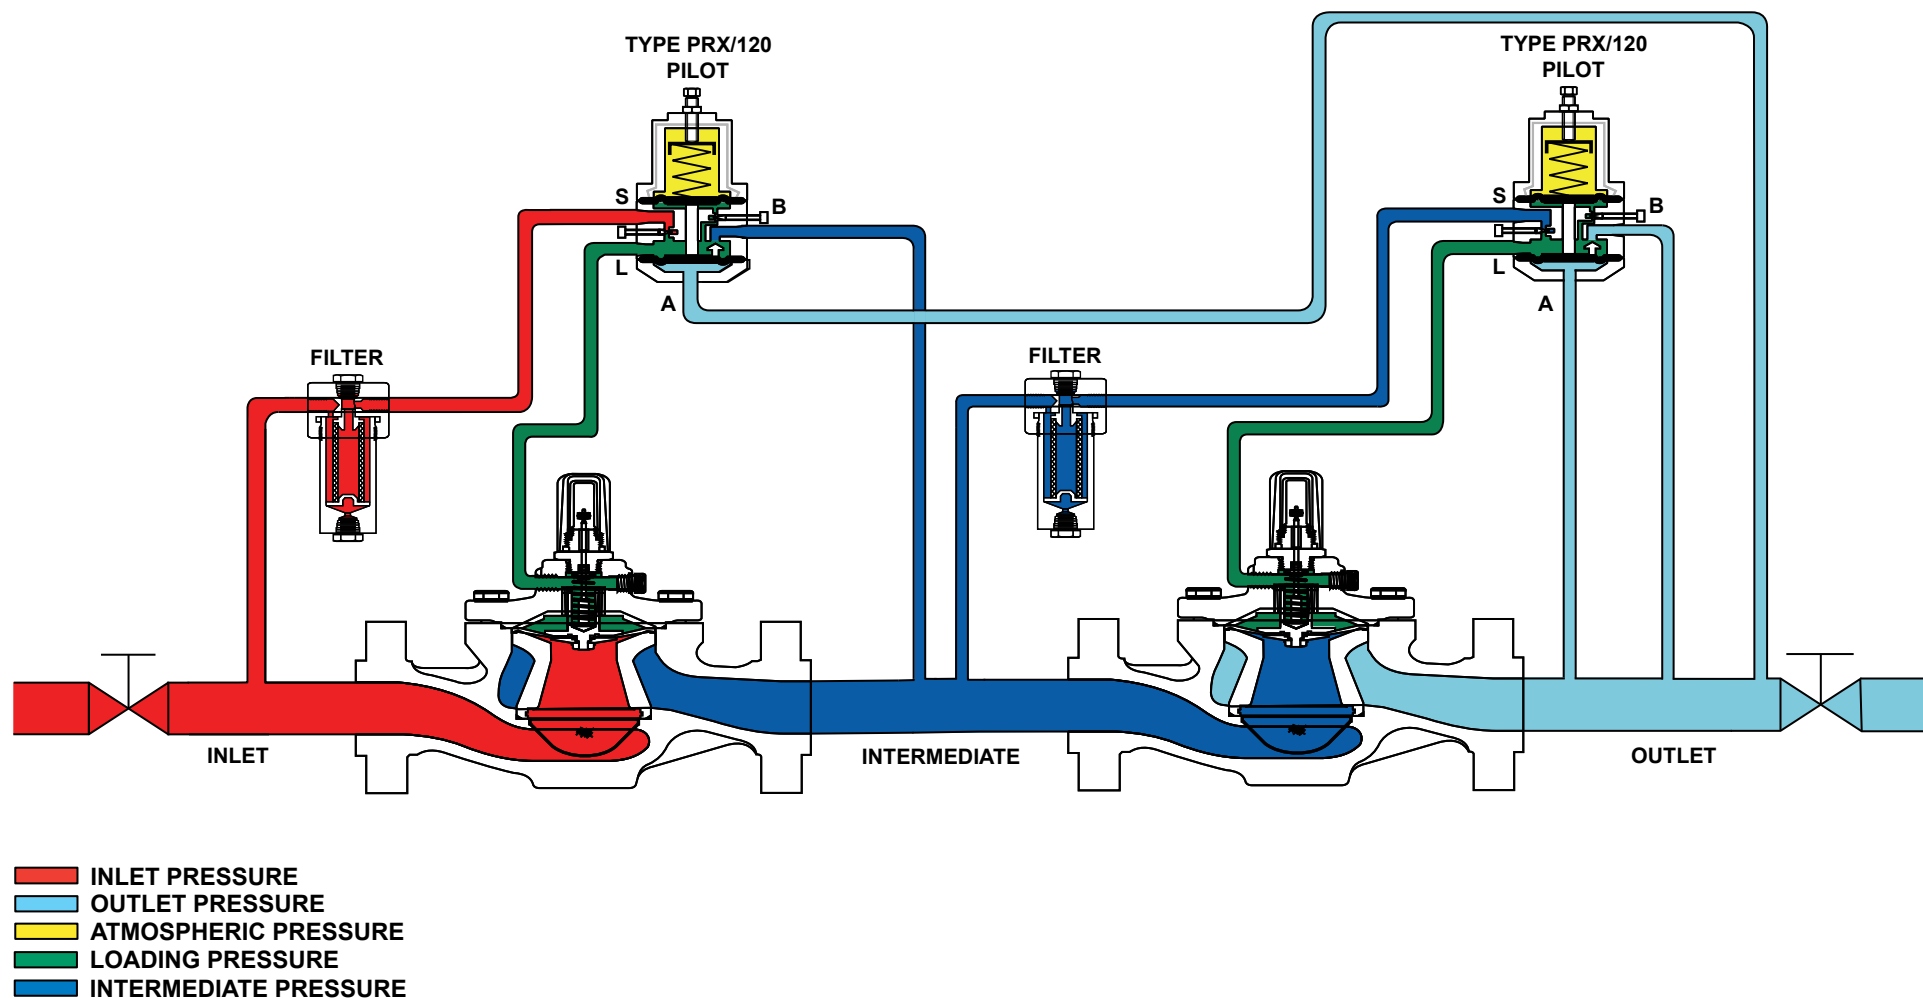 TYPE PRX/120
PILOT
TYPE PRX/120
PILOT
S
B
L
A
S
B
L
A
FILTER
FILTER
INLET
INTERMEDIATE
OUTLET
INLET PRESSURE
OUTLET PRESSURE
ATMOSPHERIC PRESSURE
LOADING PRESSURE
INTERMEDIATE PRESSURE